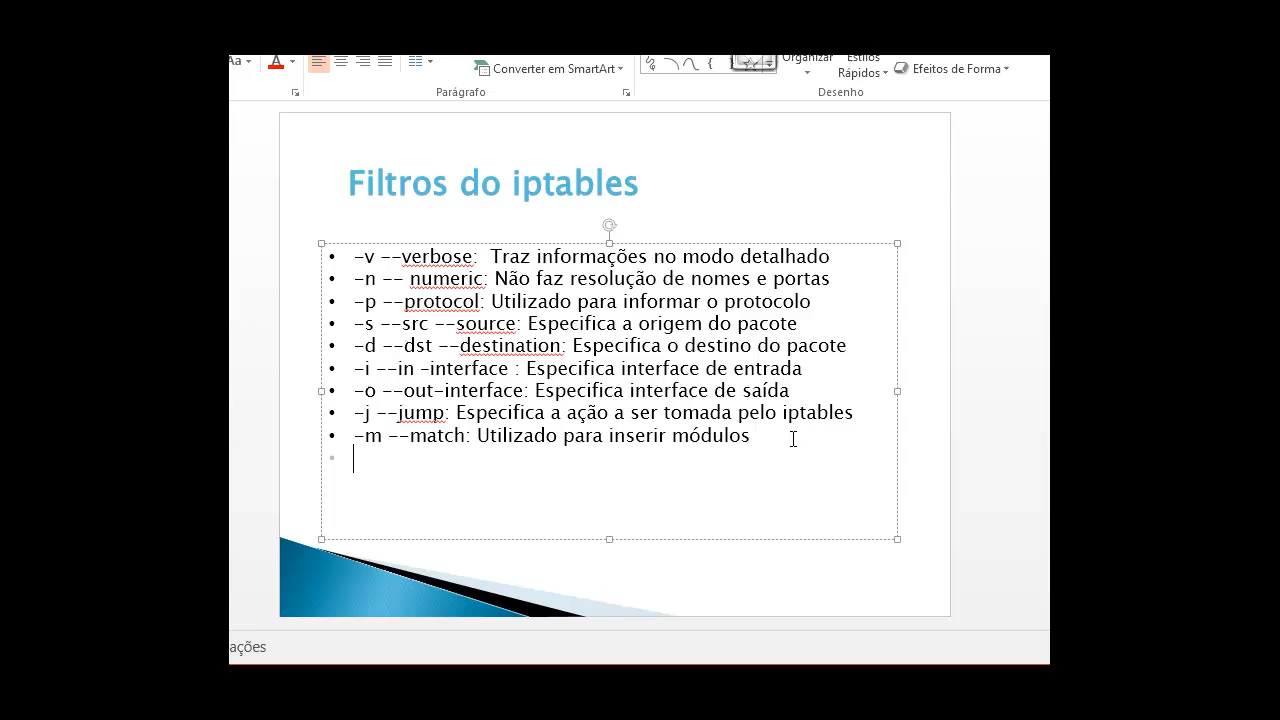 Aa
A
Converter em SmartArt
Organizar
Estilos
Rápidos
Efeitos de Forma
Parágrafo
Desenho
Filtros do iptables
• -v --verbose:  Traz informações no modo detalhado
• -n -- numeric: Não faz resolução de nomes e portas
• -p --protocol: Utilizado para informar o protocolo
• -s --src --source: Especifica a origem do pacote
• -d --dst --destination: Especifica o destino do pacote
• -i --in -interface : Especifica interface de entrada
• -o --out-interface: Especifica interface de saída
• -j --jump: Especifica a ação a ser tomada pelo iptables
• -m --match: Utilizado para inserir módulos
ações